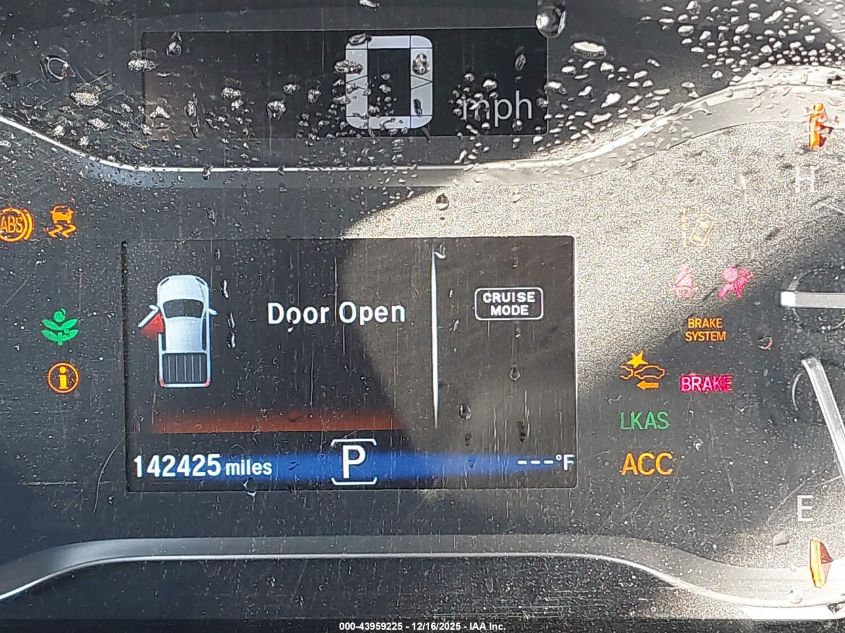 0 mph
H
ABS
Door Open
CRUISE
MODE
BRAKE
SYSTEM
BRAKE
LKAS
ACC
142425 miles
P
---°F
E
000-43959225 - 12/16/2025 - IAA Inc.